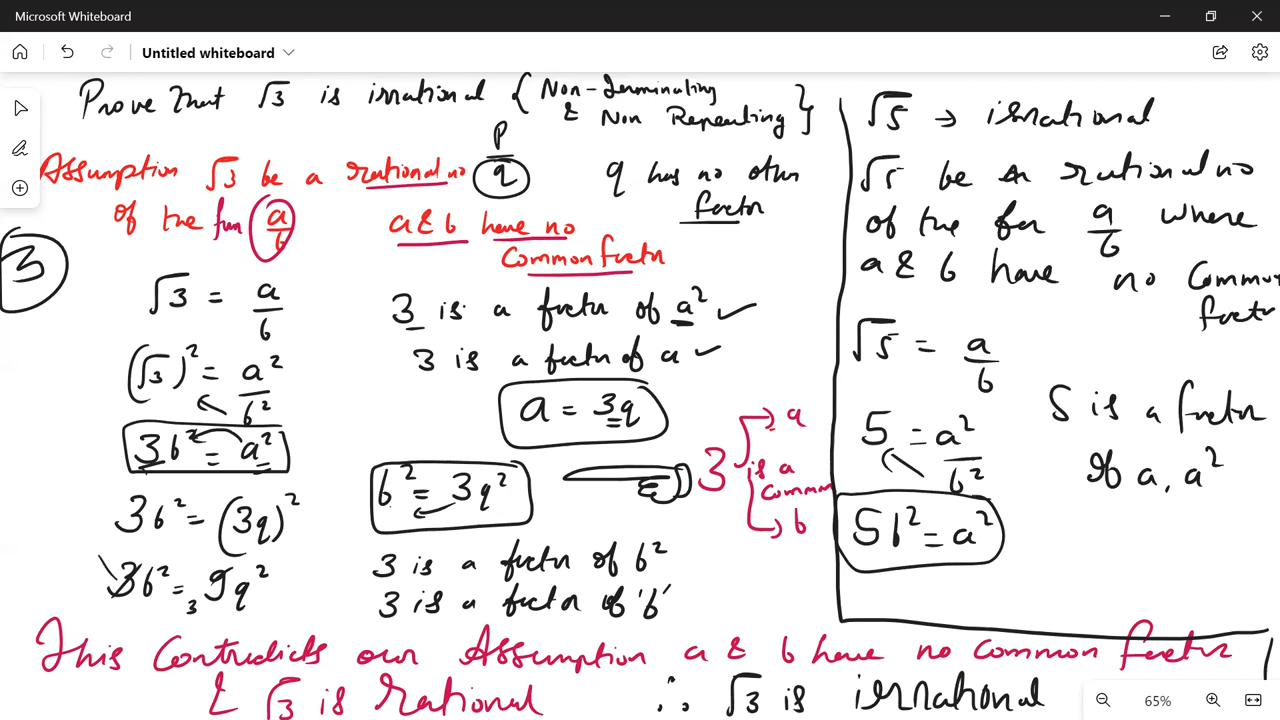 Microsoft Whiteboard
Untitled whiteboard
Prove that √3 is irrational { Non-Terminating
& Non Repeating }
Assumption √3 be a rational no p/q
of the form a/b
q has no other
factor
a & b have no
Common factor
3
√3 = a/b
(√3)² = a²/b²
3b² = a²
3b² = (3q)²
3b² = 9q²
3
3 is a factor of a² ✓
3 is a factor of a ✓
a = 3q
b² = 3q²
3 is a factor of b²
3 is a factor of 'b'
3 → a
is a
common
→ b
This Contradicts our Assumption a & b have no common factor
& √3 is rational ∴ √3 is irrational
√5 → irrational
√5 be a rational no
of the for a/b where
a & b have no Common
factor
√5 = a/b
5 = a²/b²
5b² = a²
5 is a factor
of a, a²
65%